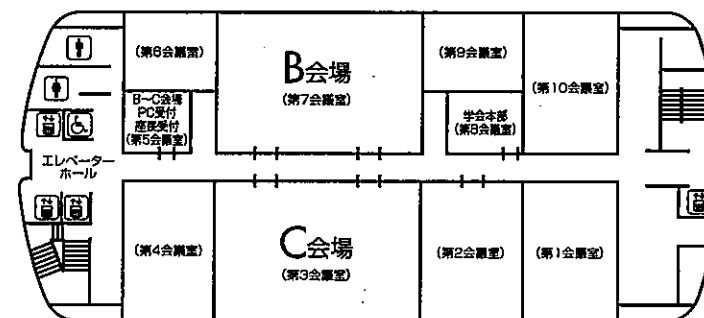 (第6会議室)
B会場
(第7会議室)
(第9会議室)
(第10会議室)
B～C会場
PC受付
座長受付
(第5会議室)
学会本部
(第8会議室)
エレベーター
ホール
(第4会議室)
C会場
(第3会議室)
(第2会議室)
(第1会議室)